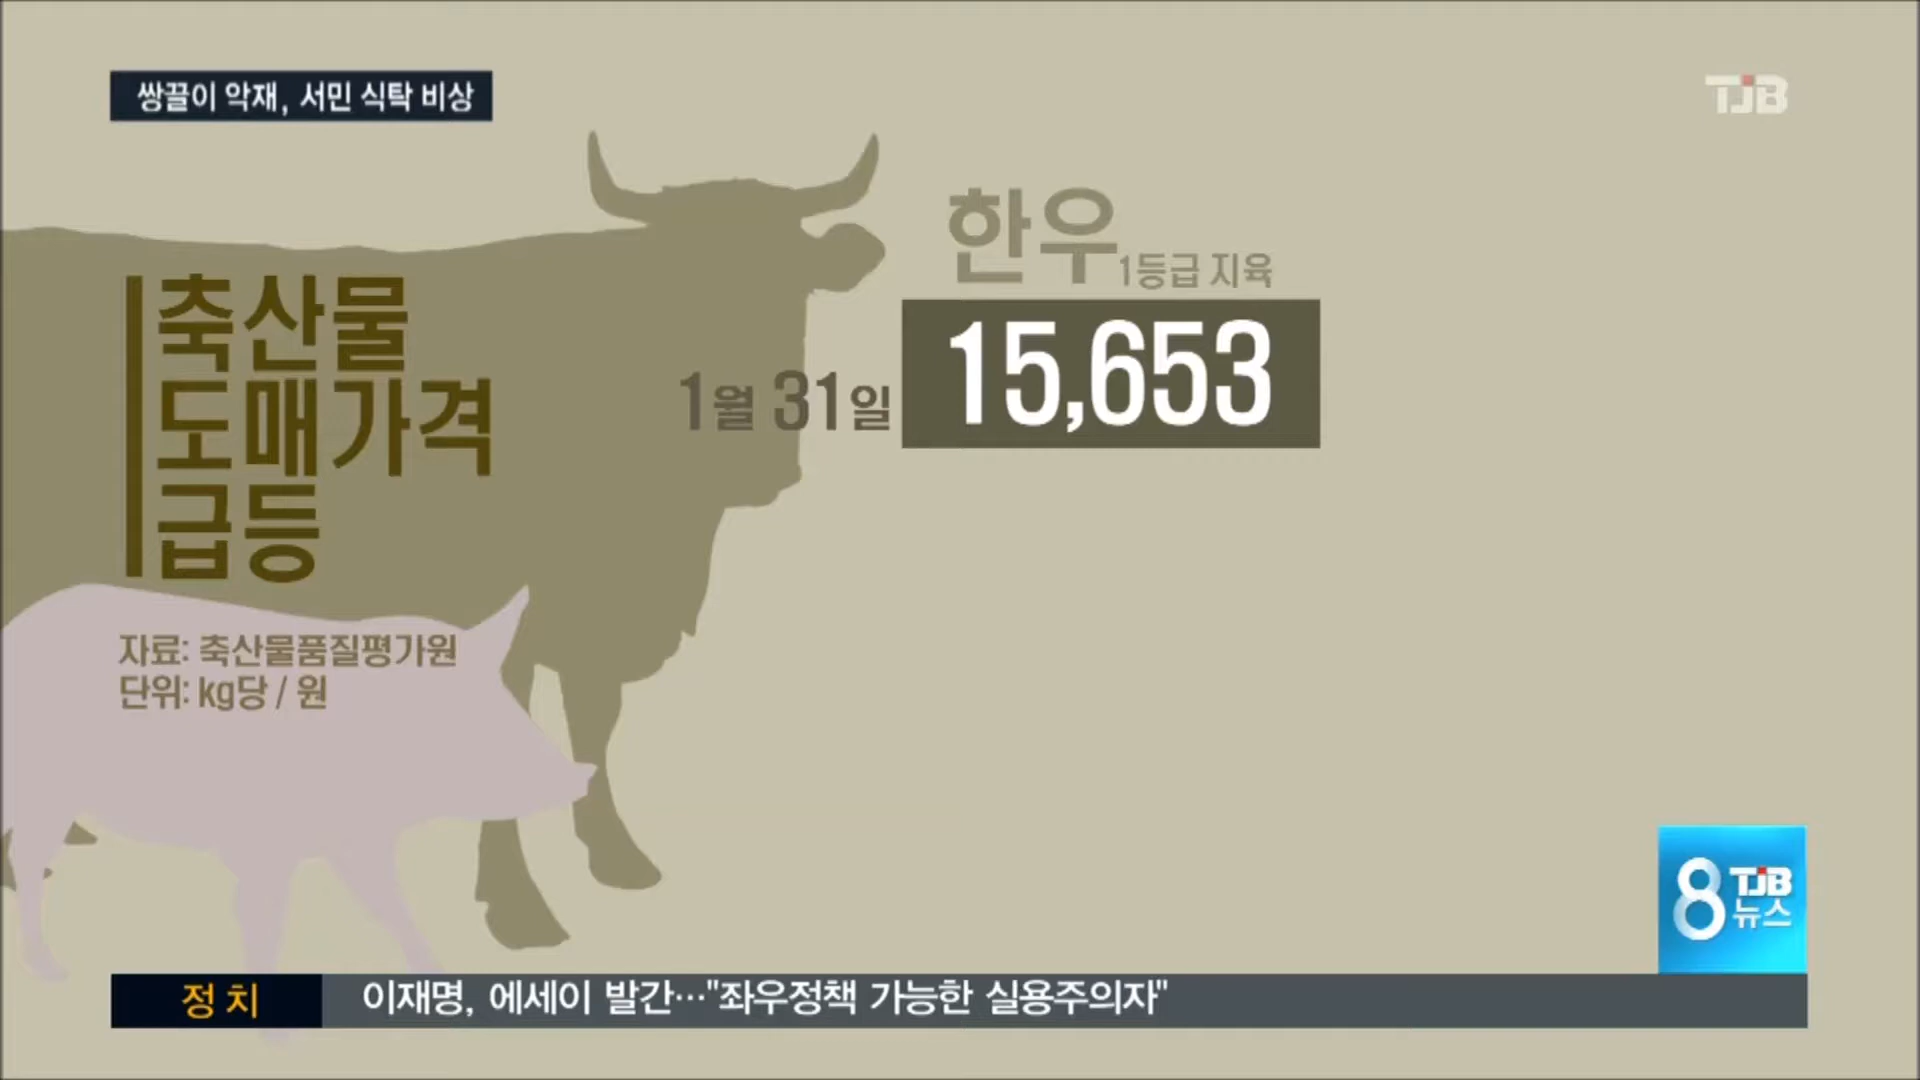 쌍끌이 악재, 서민 식탁 비상
TJB
한우 1등급 지육
축산물
도매가격
급등
1월 31일 15,653
자료: 축산물품질평가원
단위: kg당 / 원
8 TJB 뉴스
정치 이재명, 에세이 발간…"좌우정책 가능한 실용주의자"